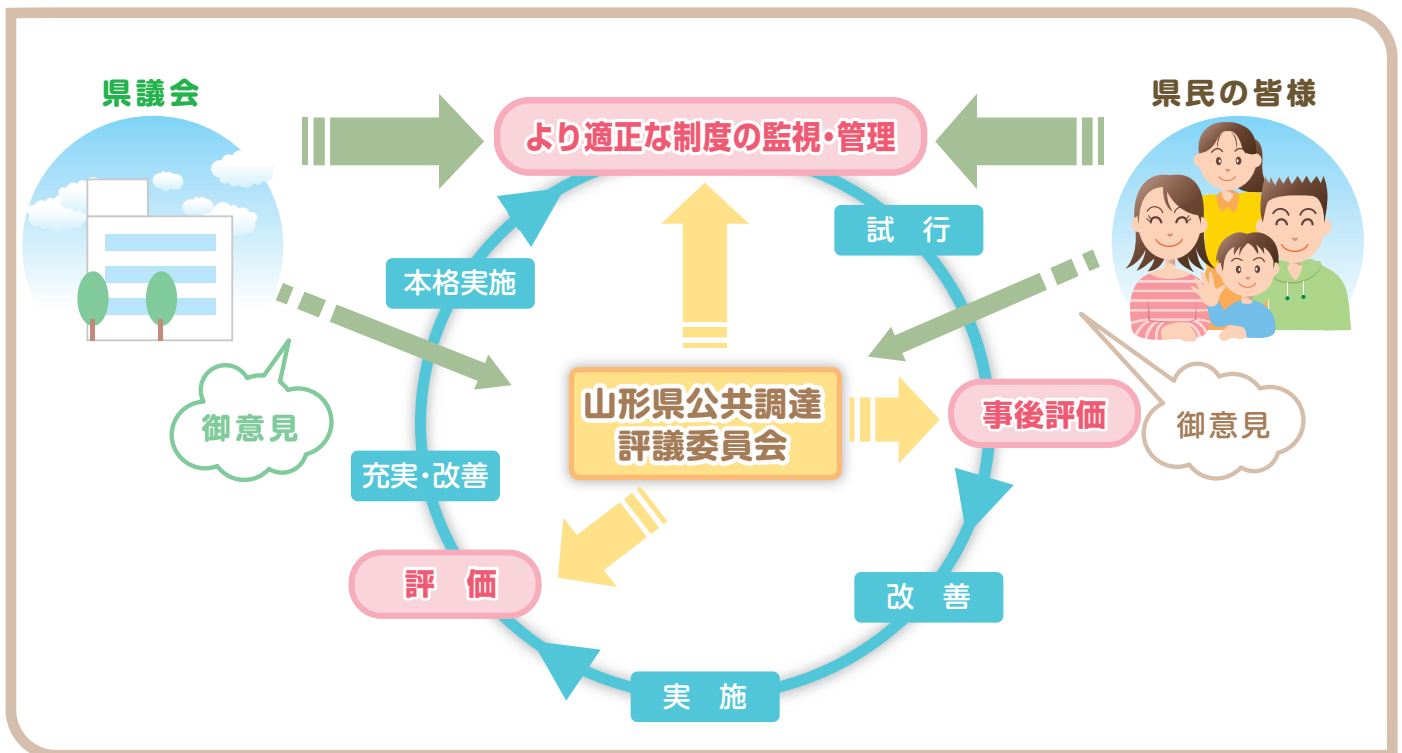 県議会
県民の皆様
より適正な制度の監視・管理
試 行
本格実施
山形県公共調達
評議委員会
事後評価
御意見
御意見
充実・改善
評 価
改 善
実 施